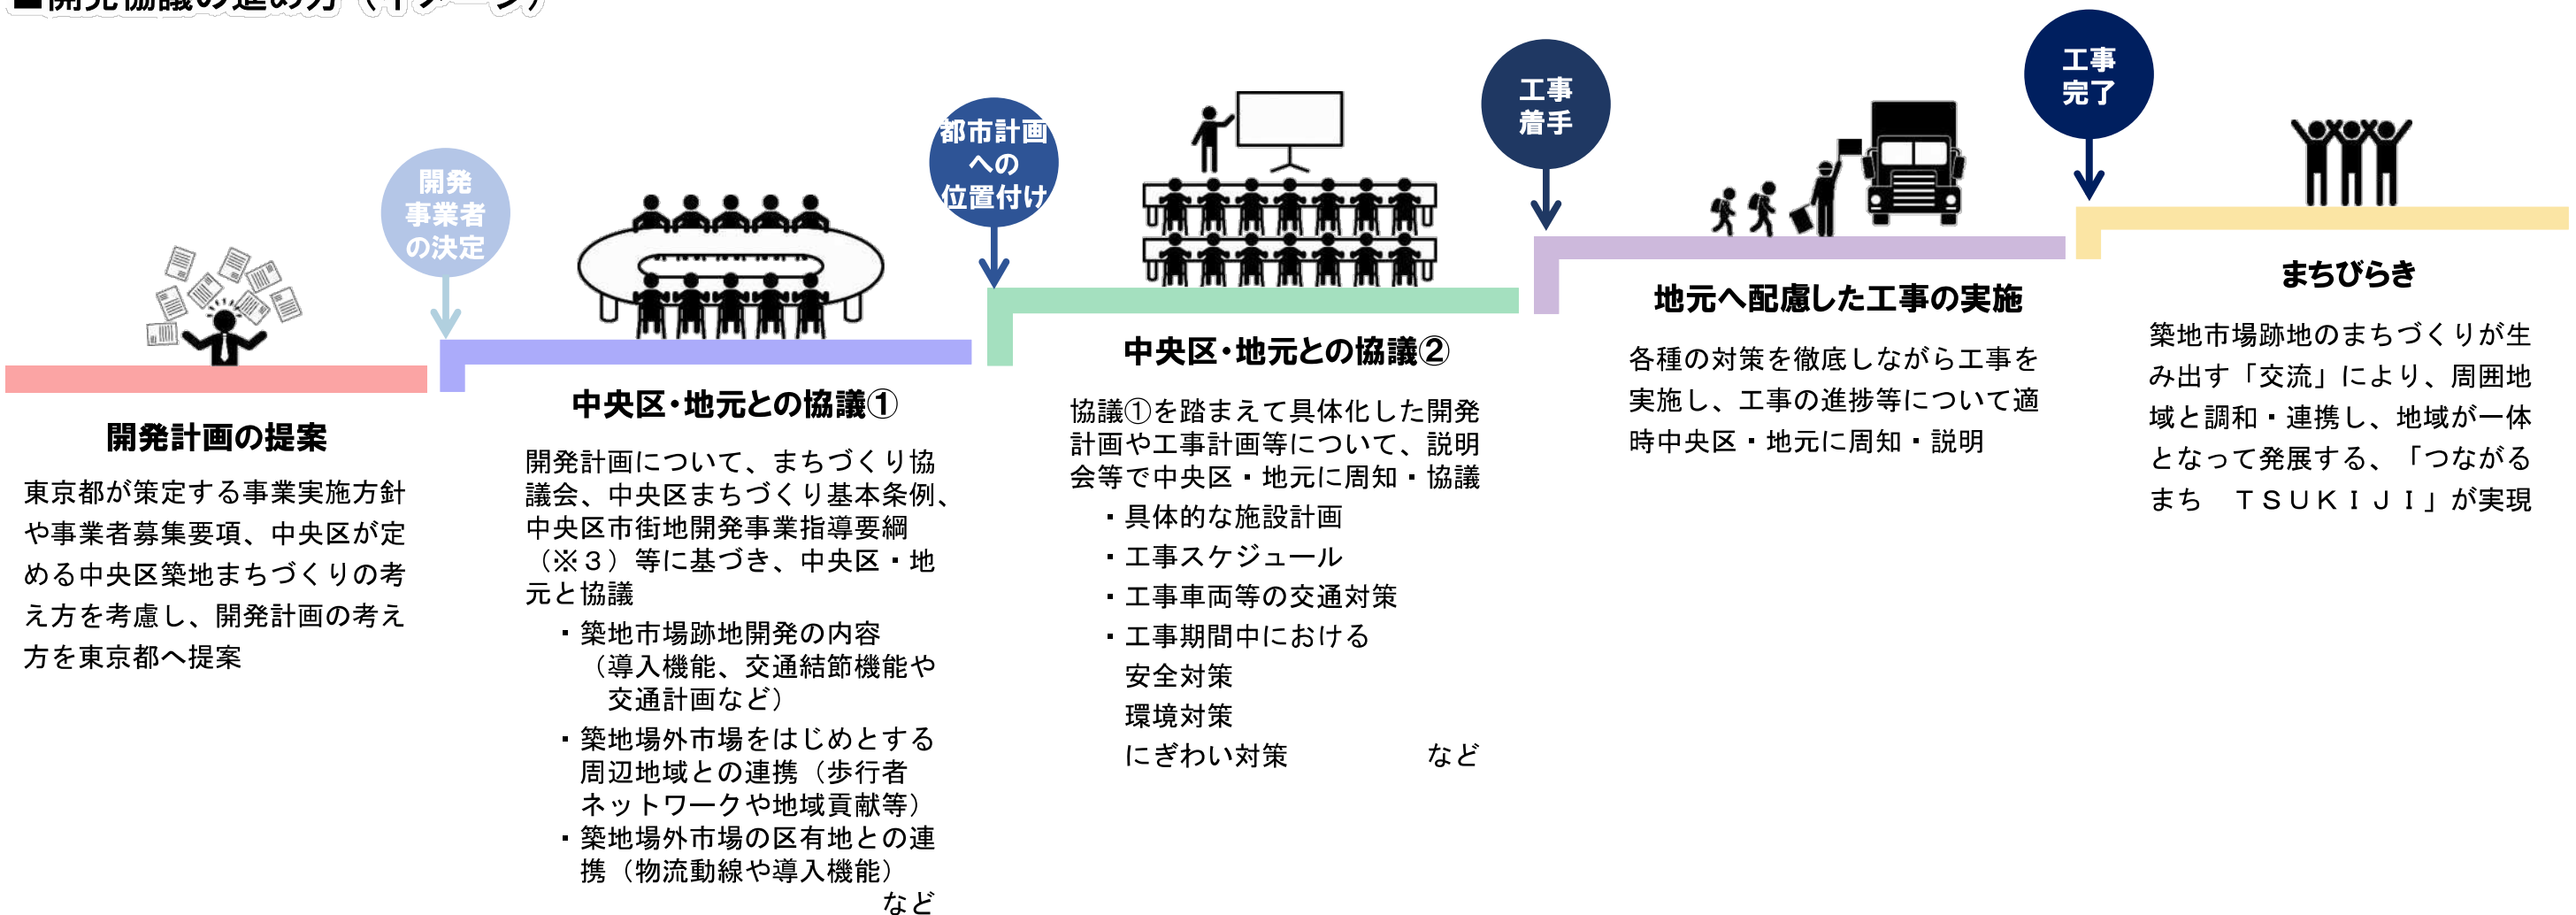 ■開発協議の進め方（イメージ）
開発
事業者
の決定
都市計画
への
位置付け
工事
着手
工事
完了
開発計画の提案
東京都が策定する事業実施方針
や事業者募集要項、中央区が定
める中央区築地まちづくりの考
え方を考慮し、開発計画の考え
方を東京都へ提案
中央区・地元との協議①
開発計画について、まちづくり協
議会、中央区まちづくり基本条例、
中央区市街地開発事業指導要綱
（※３）等に基づき、中央区・地
元と協議
・築地市場跡地開発の内容
（導入機能、交通結節機能や
交通計画など）
・築地場外市場をはじめとする
周辺地域との連携（歩行者
ネットワークや地域貢献等）
・築地場外市場の区有地との連
携（物流動線や導入機能）
など
中央区・地元との協議②
協議①を踏まえて具体化した開発
計画や工事計画等について、説明
会等で中央区・地元に周知・協議
・具体的な施設計画
・工事スケジュール
・工事車両等の交通対策
・工事期間中における
安全対策
環境対策
にぎわい対策　　　　　など
地元へ配慮した工事の実施
各種の対策を徹底しながら工事を
実施し、工事の進捗等について適
時中央区・地元に周知・説明
まちびらき
築地市場跡地のまちづくりが生
み出す「交流」により、周囲地
域と調和・連携し、地域が一体
となって発展する、「つながる
まち　ＴＳＵＫＩＪＩ」が実現